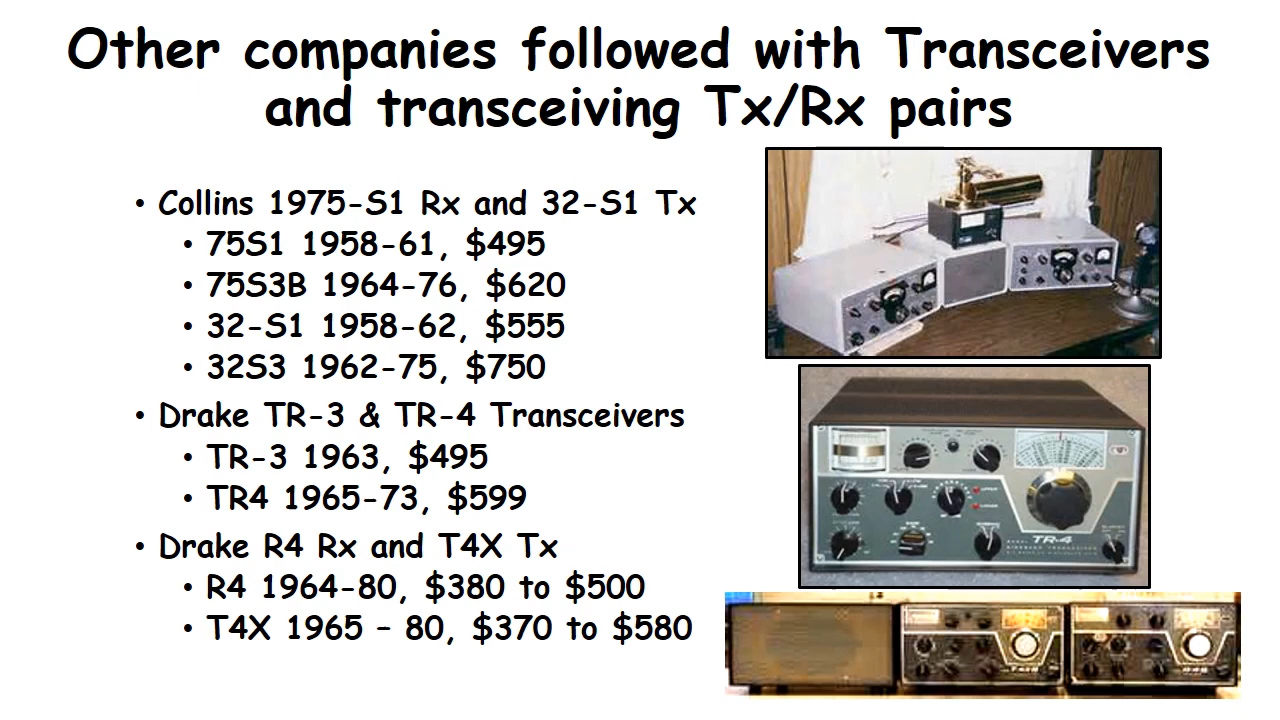 Other companies followed with Transceivers
and transceiving Tx/Rx pairs
• Collins 1975-S1 Rx and 32-S1 Tx
• 75S1 1958-61, $495
• 75S3B 1964-76, $620
• 32-S1 1958-62, $555
• 32S3 1962-75, $750
• Drake TR-3 & TR-4 Transceivers
• TR-3 1963, $495
• TR4 1965-73, $599
• Drake R4 Rx and T4X Tx
• R4 1964-80, $380 to $500
• T4X 1965 – 80, $370 to $580
TR-4
SIDEBAND TRANSCEIVER